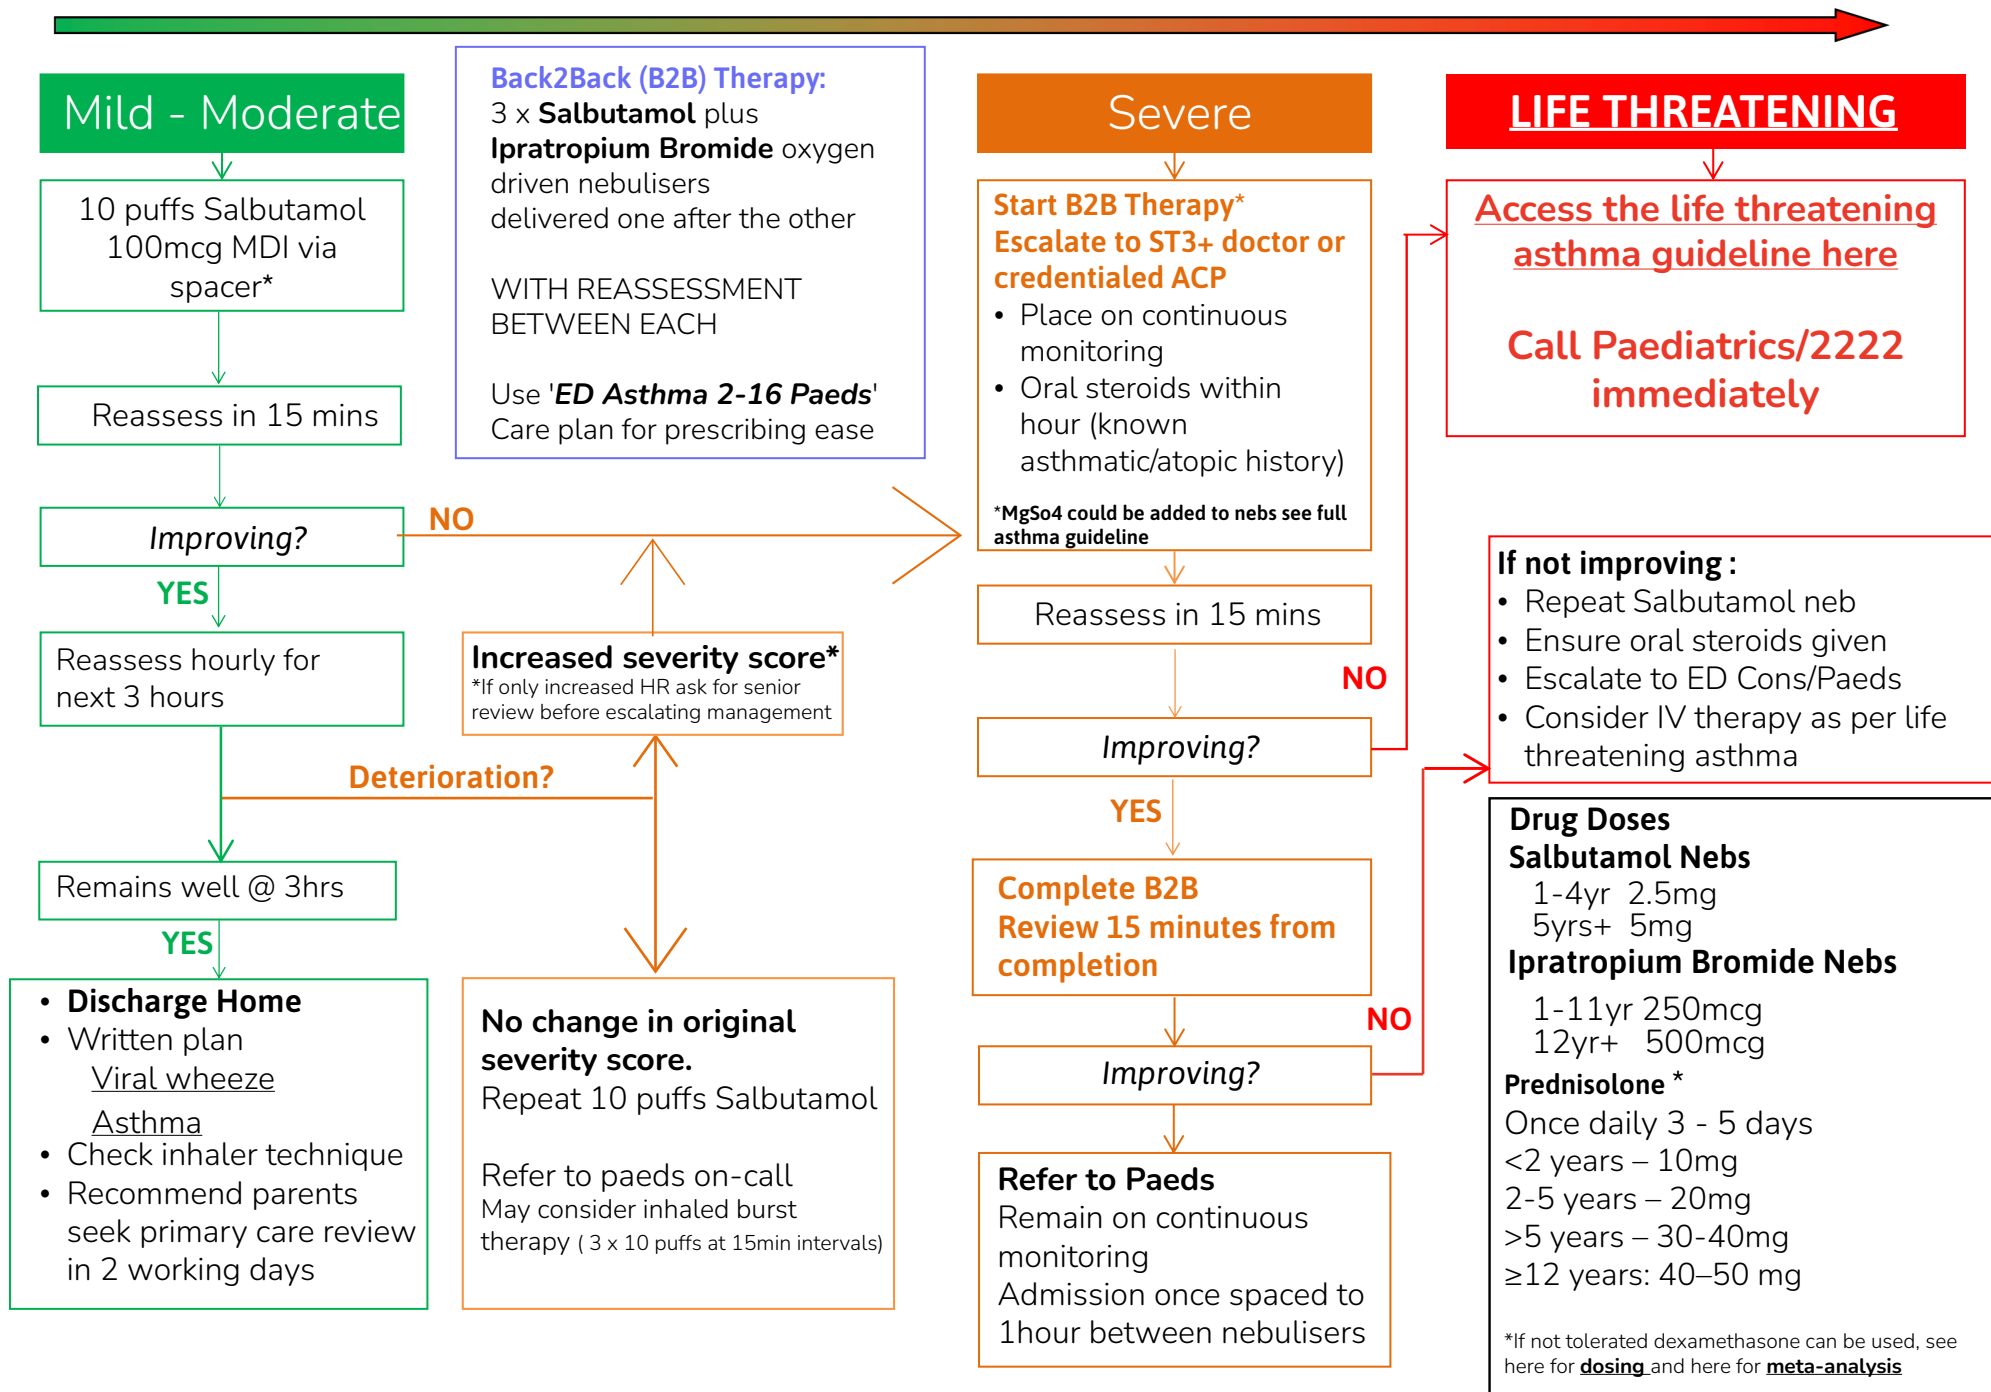 Mild - Moderate
10 puffs Salbutamol
100mcg MDI via
spacer*
Reassess in 15 mins
Improving?
NO
YES
Reassess hourly for
next 3 hours
Deterioration?
Remains well @ 3hrs
YES
• Discharge Home
• Written plan
Viral wheeze
Asthma
• Check inhaler technique
• Recommend parents
seek primary care review
in 2 working days
Back2Back (B2B) Therapy:
3 x Salbutamol plus
Ipratropium Bromide oxygen
driven nebulisers
delivered one after the other
WITH REASSESSMENT
BETWEEN EACH
Use 'ED Asthma 2-16 Paeds'
Care plan for prescribing ease
Increased severity score*
*If only increased HR ask for senior
review before escalating management
No change in original
severity score.
Repeat 10 puffs Salbutamol
Refer to paeds on-call
May consider inhaled burst
therapy ( 3 x 10 puffs at 15min intervals)
Severe
Start B2B Therapy*
Escalate to ST3+ doctor or
credentialed ACP
• Place on continuous
monitoring
• Oral steroids within
hour (known
asthmatic/atopic history)
*MgSo4 could be added to nebs see full
asthma guideline
Reassess in 15 mins
NO
Improving?
YES
Complete B2B
Review 15 minutes from
completion
NO
Improving?
Refer to Paeds
Remain on continuous
monitoring
Admission once spaced to
1hour between nebulisers
LIFE THREATENING
Access the life threatening
asthma guideline here
Call Paediatrics/2222
immediately
If not improving :
• Repeat Salbutamol neb
• Ensure oral steroids given
• Escalate to ED Cons/Paeds
• Consider IV therapy as per life
threatening asthma
Drug Doses
Salbutamol Nebs
1-4yr 2.5mg
5yrs+ 5mg
Ipratropium Bromide Nebs
1-11yr 250mcg
12yr+ 500mcg
Prednisolone *
Once daily 3 - 5 days
<2 years – 10mg
2-5 years – 20mg
>5 years – 30-40mg
≥12 years: 40–50 mg
*If not tolerated dexamethasone can be used, see
here for dosing and here for meta-analysis